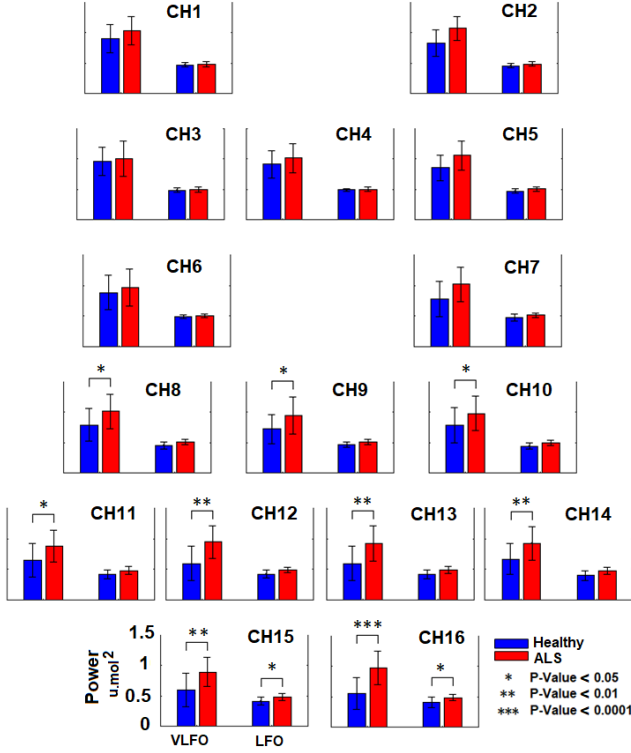 CH1
CH2
CH3
CH4
CH5
CH6
CH7
*
*
*
CH8
CH9
CH10
*
**
**
**
CH11
CH12
CH13
CH14
1.5
1
0.5
0
Power
u.mol2
**
*
CH15
***
*
CH16
VLFO
LFO
Healthy
ALS
* P-Value < 0.05
** P-Value < 0.01
*** P-Value < 0.0001